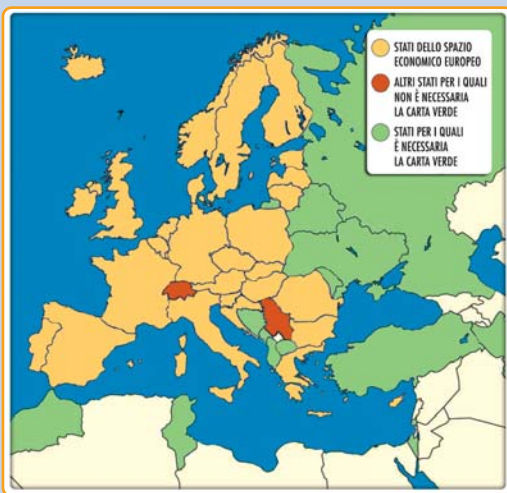 STATI DELLO SPAZIO
ECONOMICO EUROPEO
ALTRI STATI PER I QUALI
NON È NECESSARIA
LA CARTA VERDE
STATI PER I QUALI
È NECESSARIA
LA CARTA VERDE